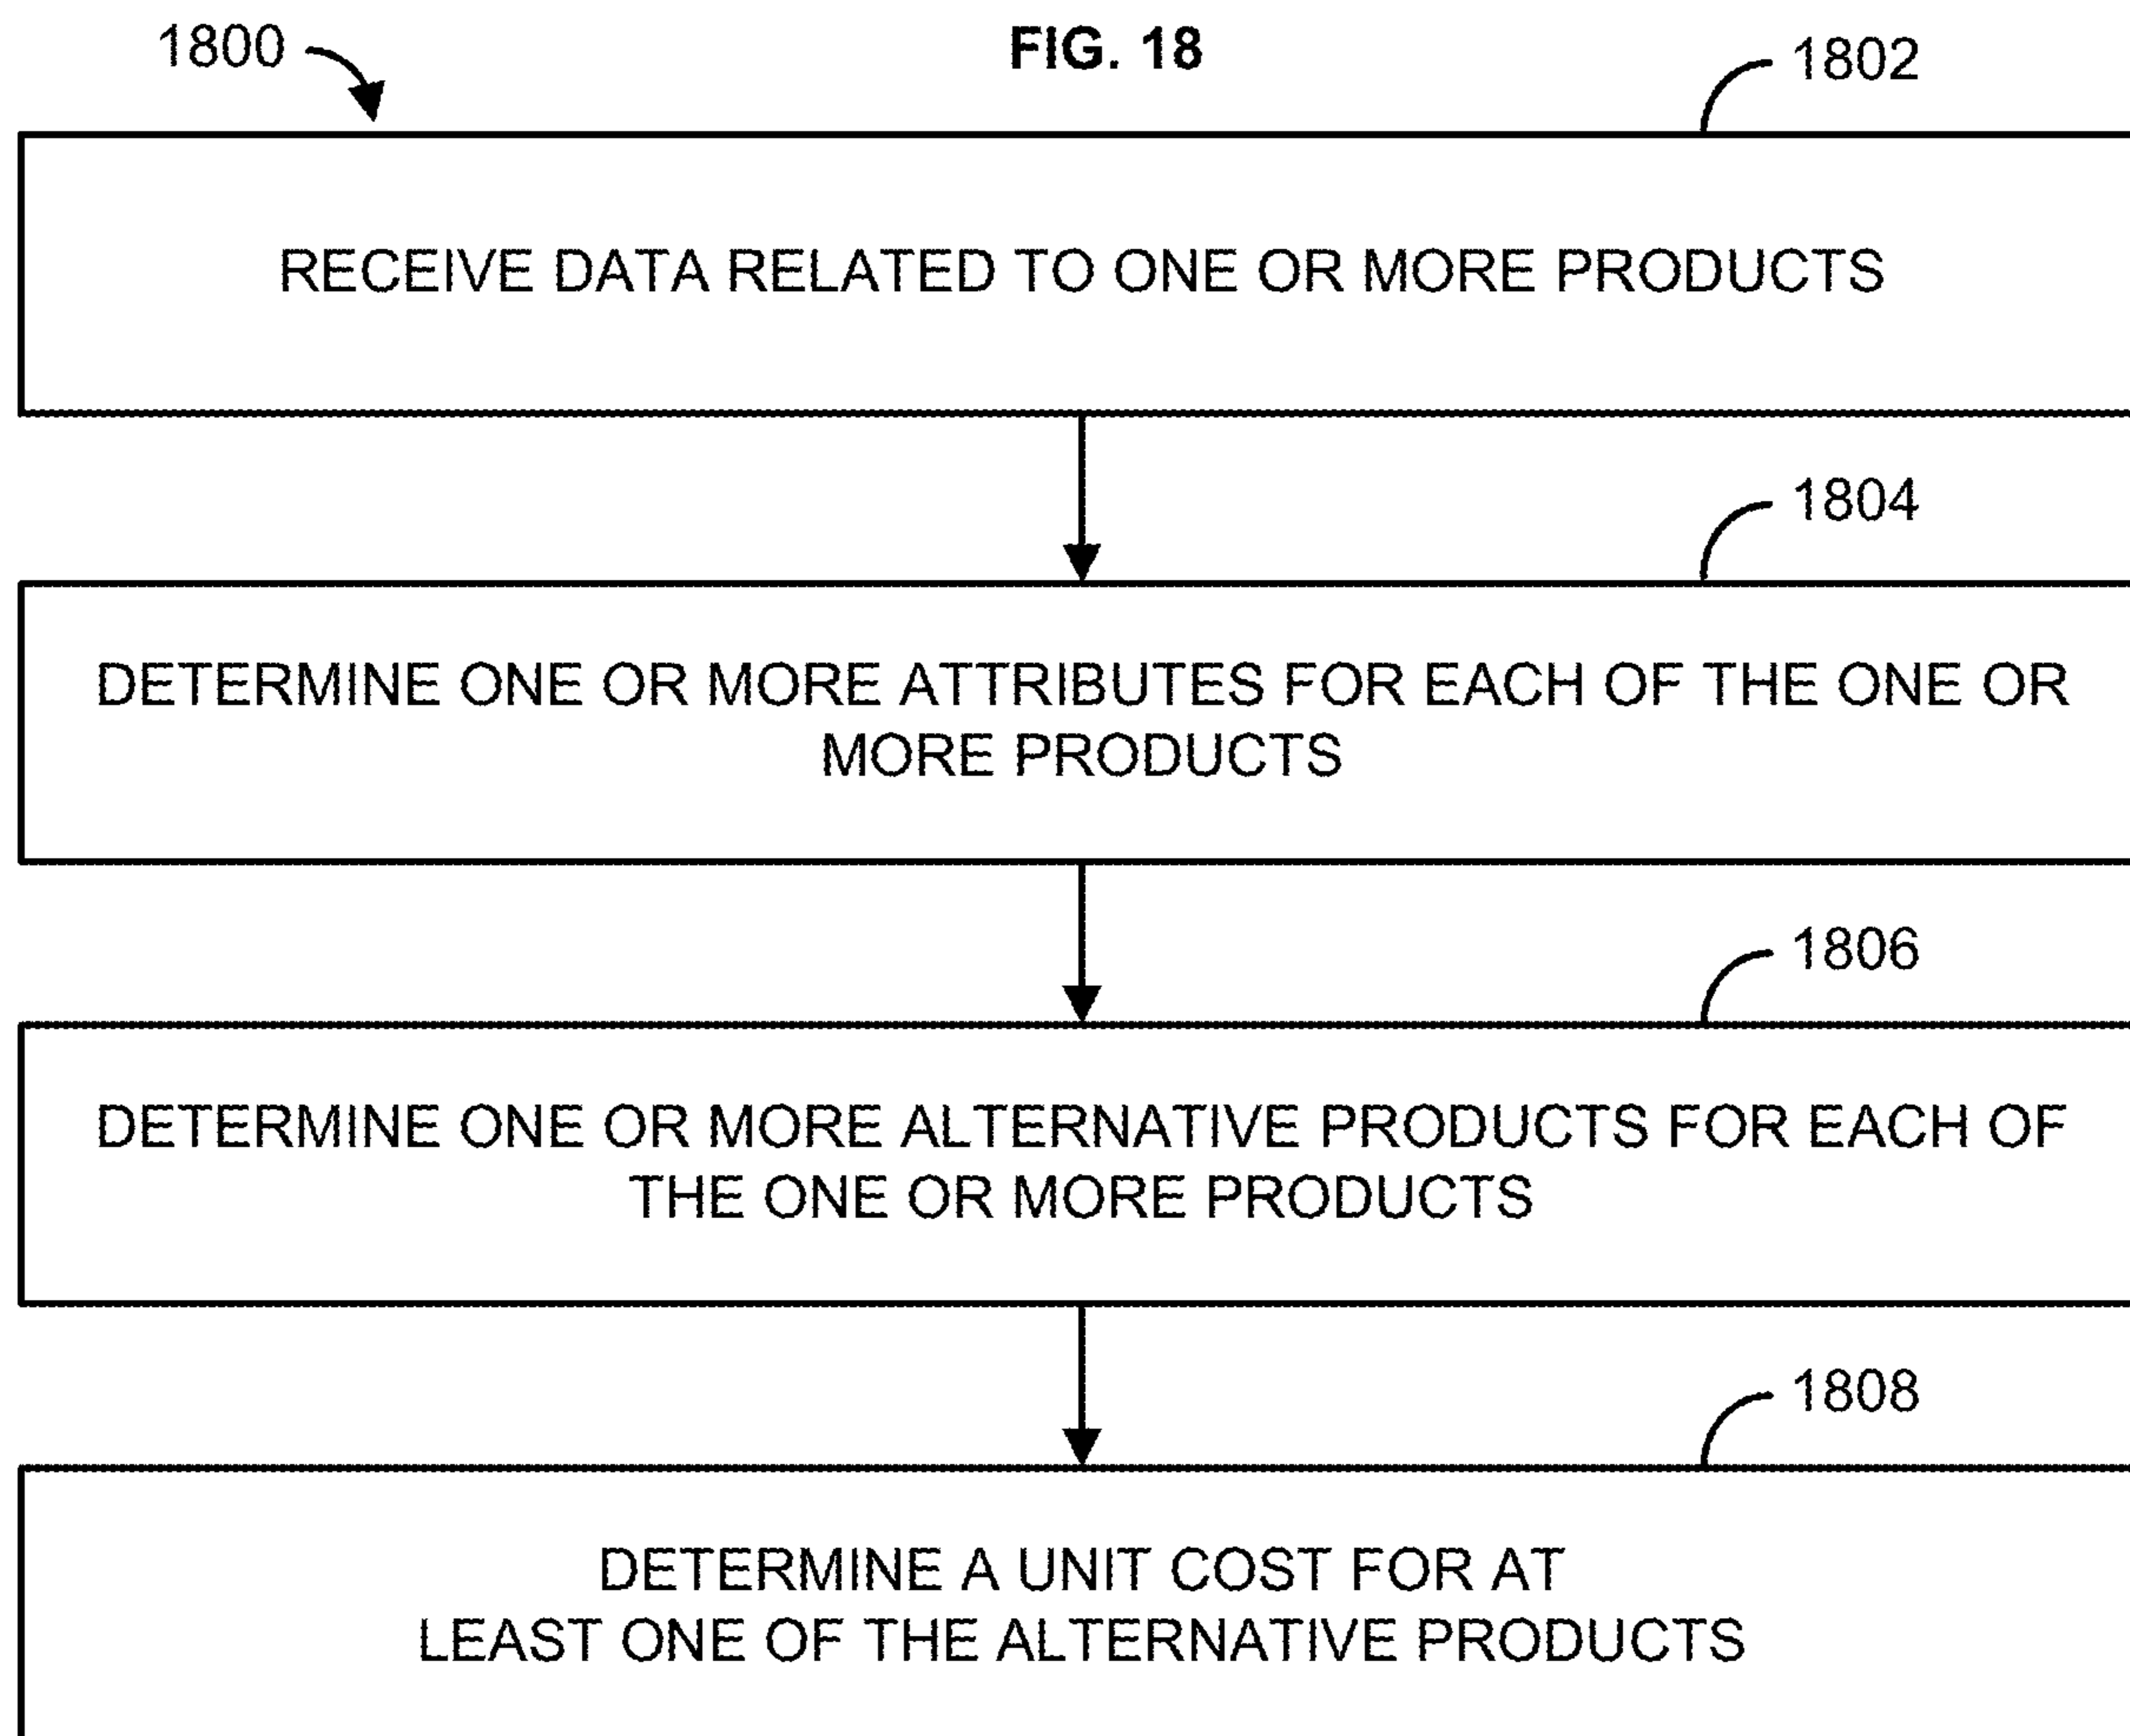 1800
FIG. 18
1802
RECEIVE DATA RELATED TO ONE OR MORE PRODUCTS
1804
DETERMINE ONE OR MORE ATTRIBUTES FOR EACH OF THE ONE OR
MORE PRODUCTS
1806
DETERMINE ONE OR MORE ALTERNATIVE PRODUCTS FOR EACH OF
THE ONE OR MORE PRODUCTS
1808
DETERMINE A UNIT COST FOR AT
LEAST ONE OF THE ALTERNATIVE PRODUCTS